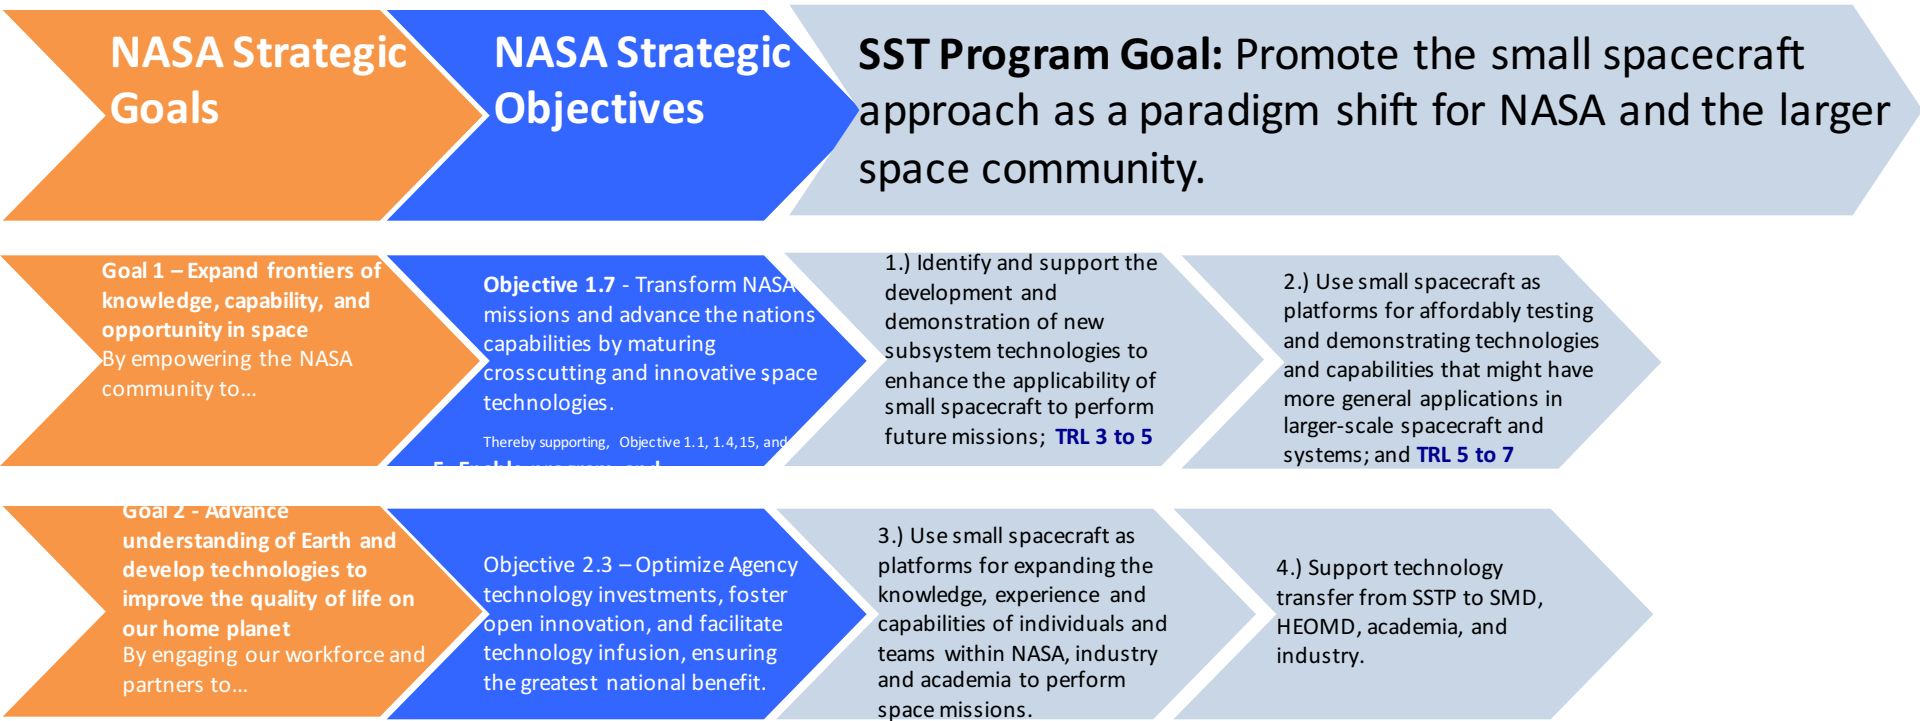 NASA Strategic
Goals
NASA Strategic
Objectives
SST Program Goal: Promote the small spacecraft
approach as a paradigm shift for NASA and the larger
space community.
Goal 1 – Expand frontiers of
knowledge, capability, and
opportunity in space
By empowering the NASA
community to...
Objective 1.7 - Transform NASA
missions and advance the nations
capabilities by maturing
crosscutting and innovative space
technologies.
Thereby supporting, Objective 1.1, 1.4,15, and
5. Enable program and
1.) Identify and support the
development and
demonstration of new
subsystem technologies to
enhance the applicability of
small spacecraft to perform
future missions; TRL 3 to 5
2.) Use small spacecraft as
platforms for affordably testing
and demonstrating technologies
and capabilities that might have
more general applications in
larger-scale spacecraft and
systems; and TRL 5 to 7
Goal 2 - Advance
understanding of Earth and
develop technologies to
improve the quality of life on
our home planet
By engaging our workforce and
partners to...
Objective 2.3 – Optimize Agency
technology investments, foster
open innovation, and facilitate
technology infusion, ensuring
the greatest national benefit.
3.) Use small spacecraft as
platforms for expanding the
knowledge, experience and
capabilities of individuals and
teams within NASA, industry
and academia to perform
space missions.
4.) Support technology
transfer from SSTP to SMD,
HEOMD, academia, and
industry.